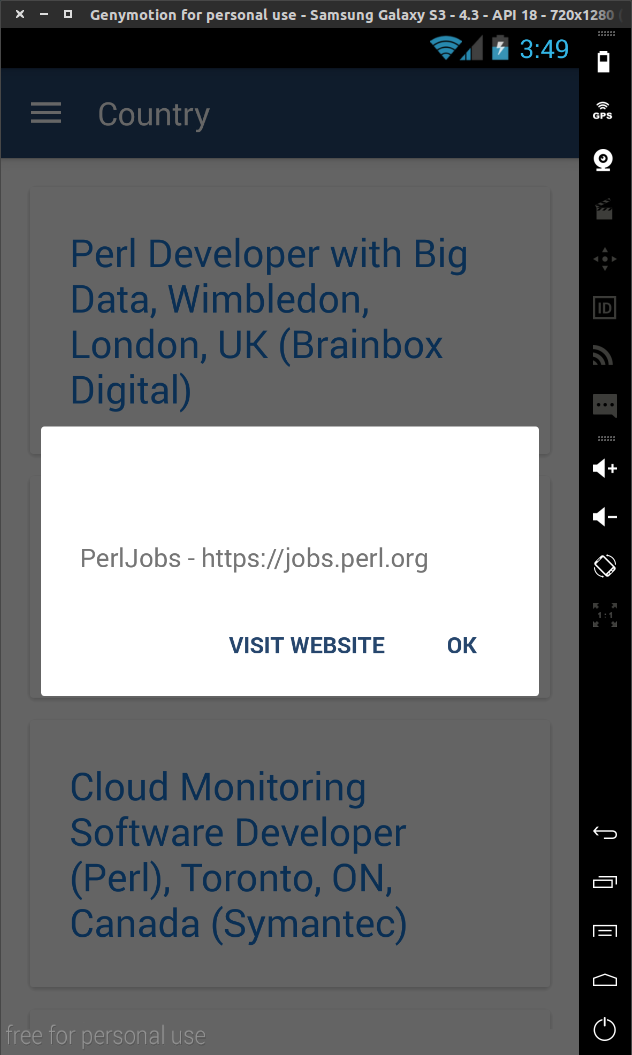 Genymotion for personal use - Samsung Galaxy S3 - 4.3 - API 18 - 720x1280 (
3:49
Country
GPS
Perl Developer with Big
Data, Wimbledon,
London, UK (Brainbox
Digital)
ID
PerlJobs - https://jobs.perl.org
1:1
VISIT WEBSITE OK
Cloud Monitoring
Software Developer
(Perl), Toronto, ON,
Canada (Symantec)
free for personal use